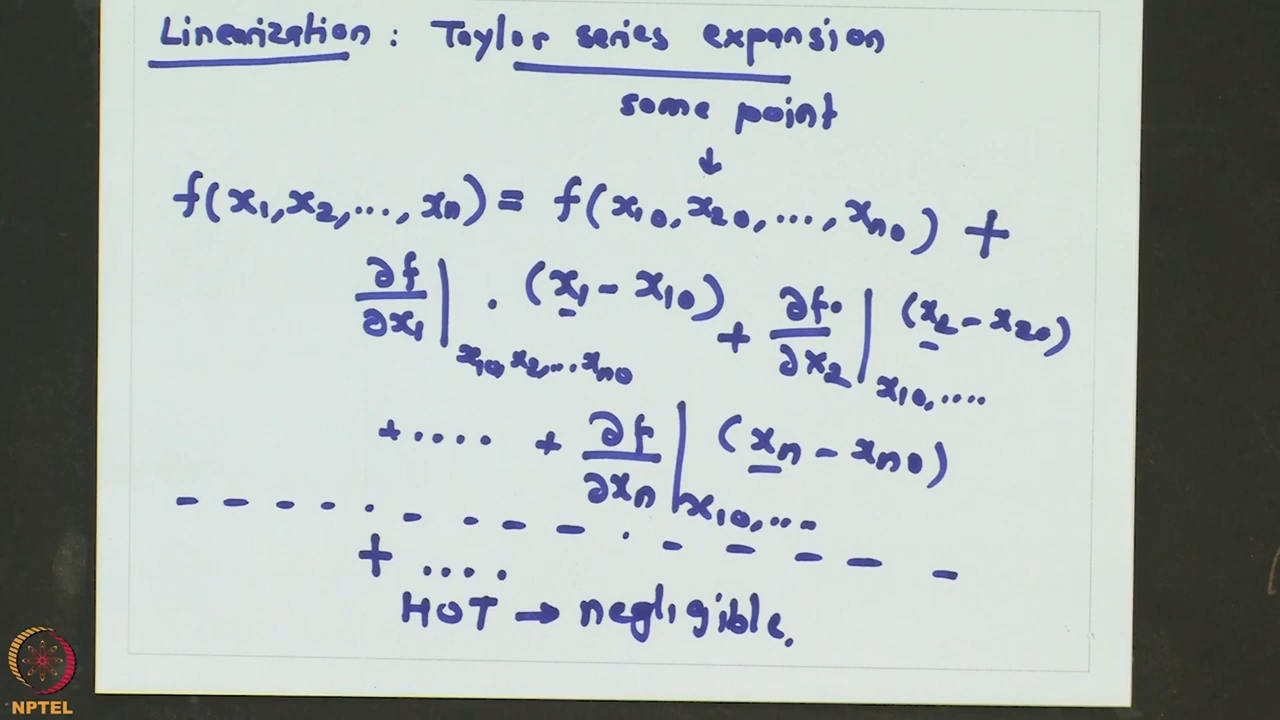 Linearization : Taylor series expansion
some point
↓
f(x₁, x₂, ..., xₙ) = f(x₁₀, x₂₀, ..., xₙ₀) +
∂f/∂x₁ |x₁₀, x₂, ... xₙ₀ . (x₁ - x₁₀) + ∂f/∂x₂ |x₁₀, .... (x₂ - x₂₀)
+ .... + ∂f/∂xₙ |x₁₀, ... (xₙ - xₙ₀)
+ ....
HOT → negligible.
NPTEL